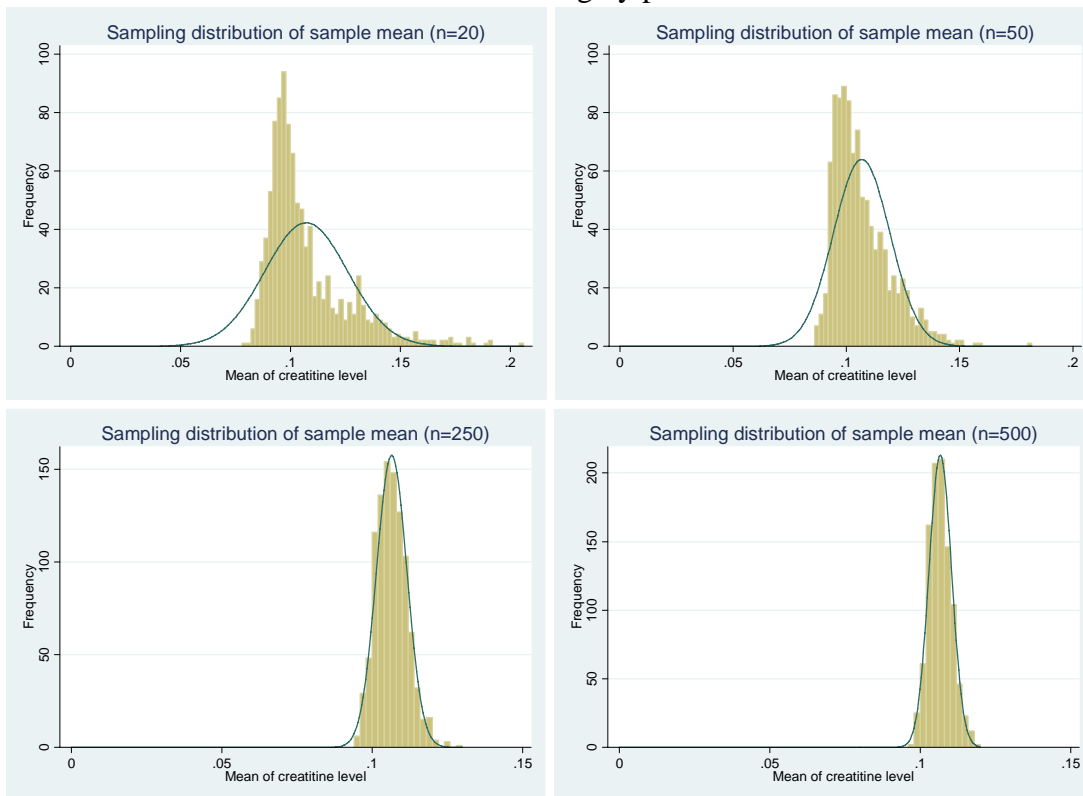 Sampling distribution of sample mean (n=20)
100
80
60
40
20
0
Frequency
0 .05 .1 .15 .2
Mean of creatitine level
Sampling distribution of sample mean (n=50)
100
80
60
40
20
0
Frequency
0 .05 .1 .15 .2
Mean of creatitine level
Sampling distribution of sample mean (n=250)
150
100
50
0
Frequency
0 .05 .1 .15
Mean of creatitine level
Sampling distribution of sample mean (n=500)
200
150
100
50
0
Frequency
0 .05 .1 .15
Mean of creatitine level